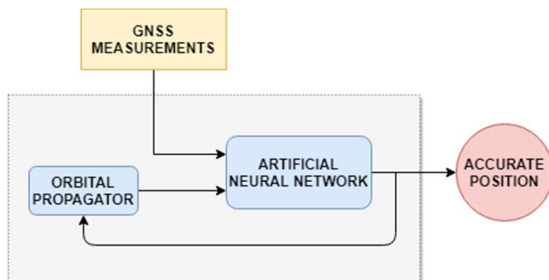 GNSS
MEASUREMENTS
ARTIFICIAL
NEURAL NETWORK
ORBITAL
PROPAGATOR
ACCURATE
POSITION